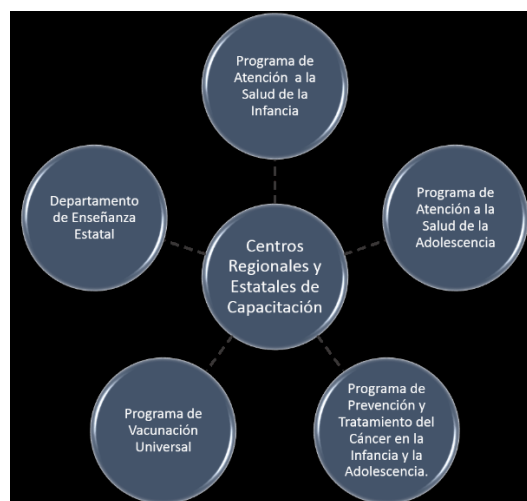 Programa de
Atención a la
Salud de la
Infancia
Departamento
de Enseñanza
Estatal
Programa de
Atención a la
Salud de la
Adolescencia
Centros
Regionales y
Estatales de
Capacitación
Programa de
Vacunación
Universal
Programa de
Prevención y
Tratamiento del
Cáncer en la
Infancia y la
Adolescencia.